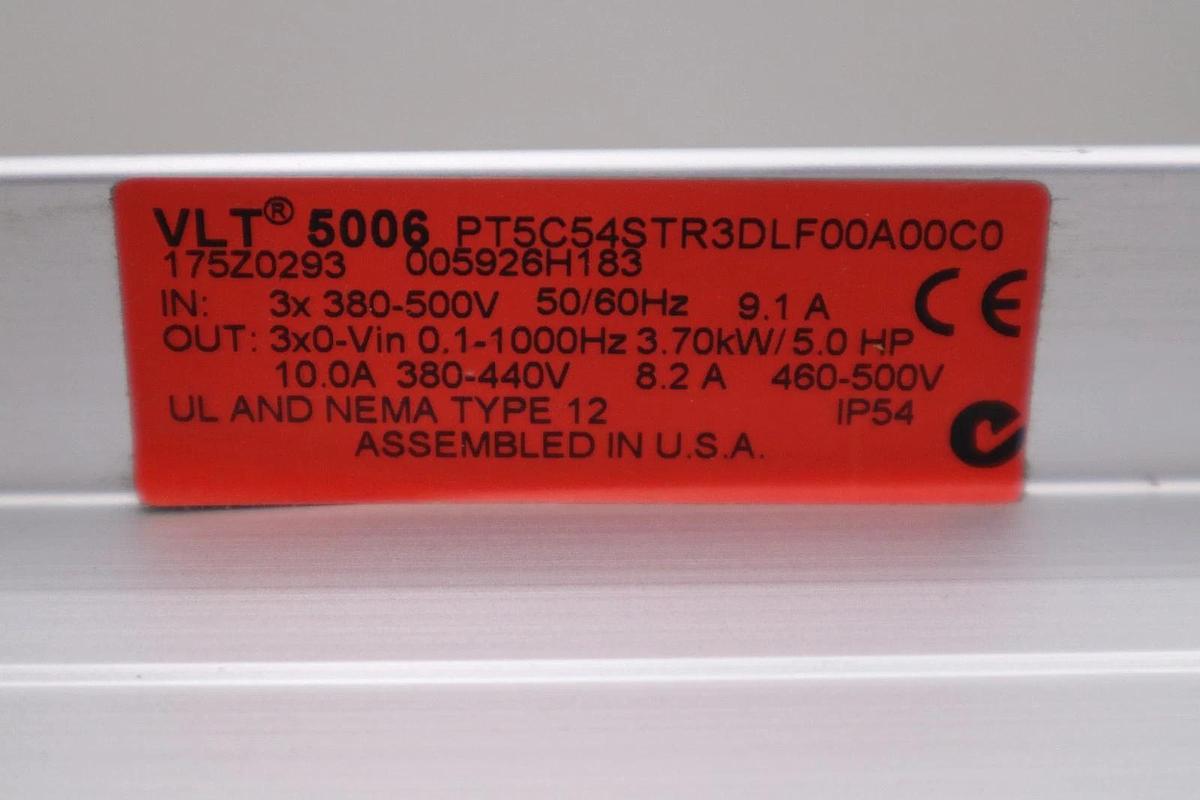 VLT® 5006 PT5C54STR3DLF00A00C0
175Z0293 005926H183
IN: 3x 380-500V 50/60Hz 9.1 A
OUT: 3x0-Vin 0.1-1000Hz 3.70kW/ 5.0 HP
10.0A 380-440V 8.2 A 460-500V
UL AND NEMA TYPE 12 IP54
ASSEMBLED IN U.S.A.
CE